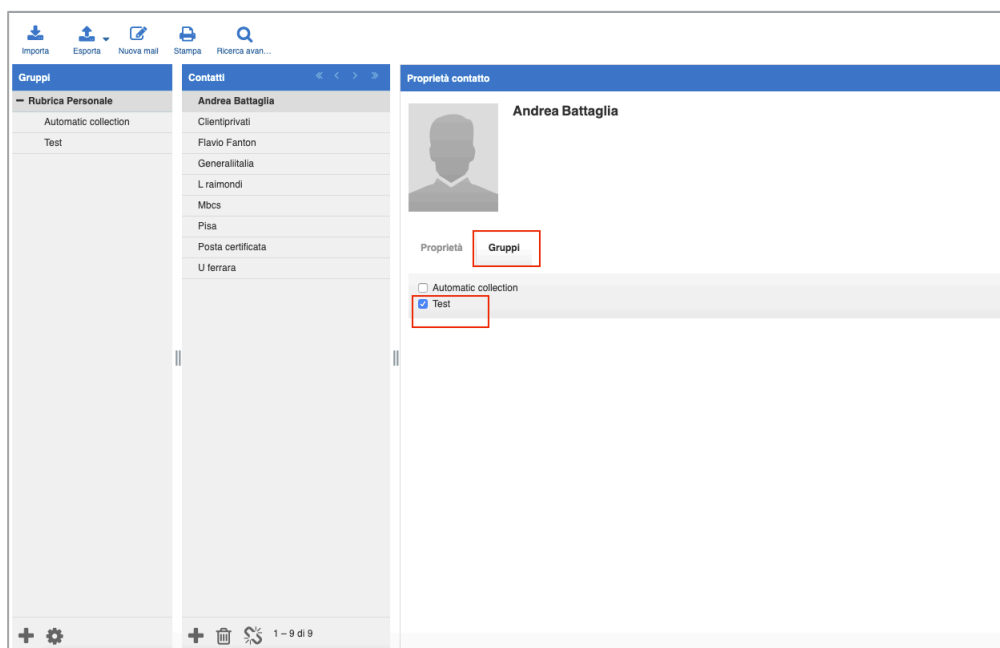 Importa Esporta Nuova mail Stampa Ricerca avan...
Gruppi
Rubrica Personale
Automatic collection
Test
Contatti
Andrea Battaglia
Clientiprivati
Flavio Fanton
Generaliitalia
L raimondi
Mbcs
Pisa
Posta certificata
U ferrara
1 – 9 di 9
Proprietà contatto
Andrea Battaglia
Proprietà Gruppi
Automatic collection
Test